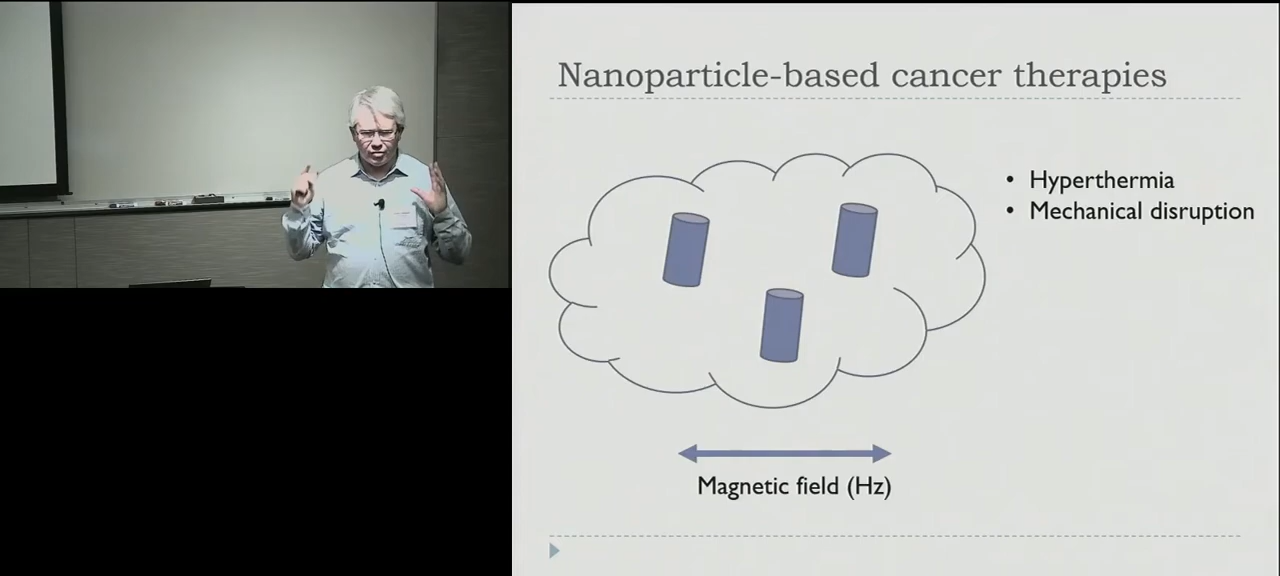 Nanoparticle-based cancer therapies
• Hyperthermia
• Mechanical disruption
Magnetic field (Hz)